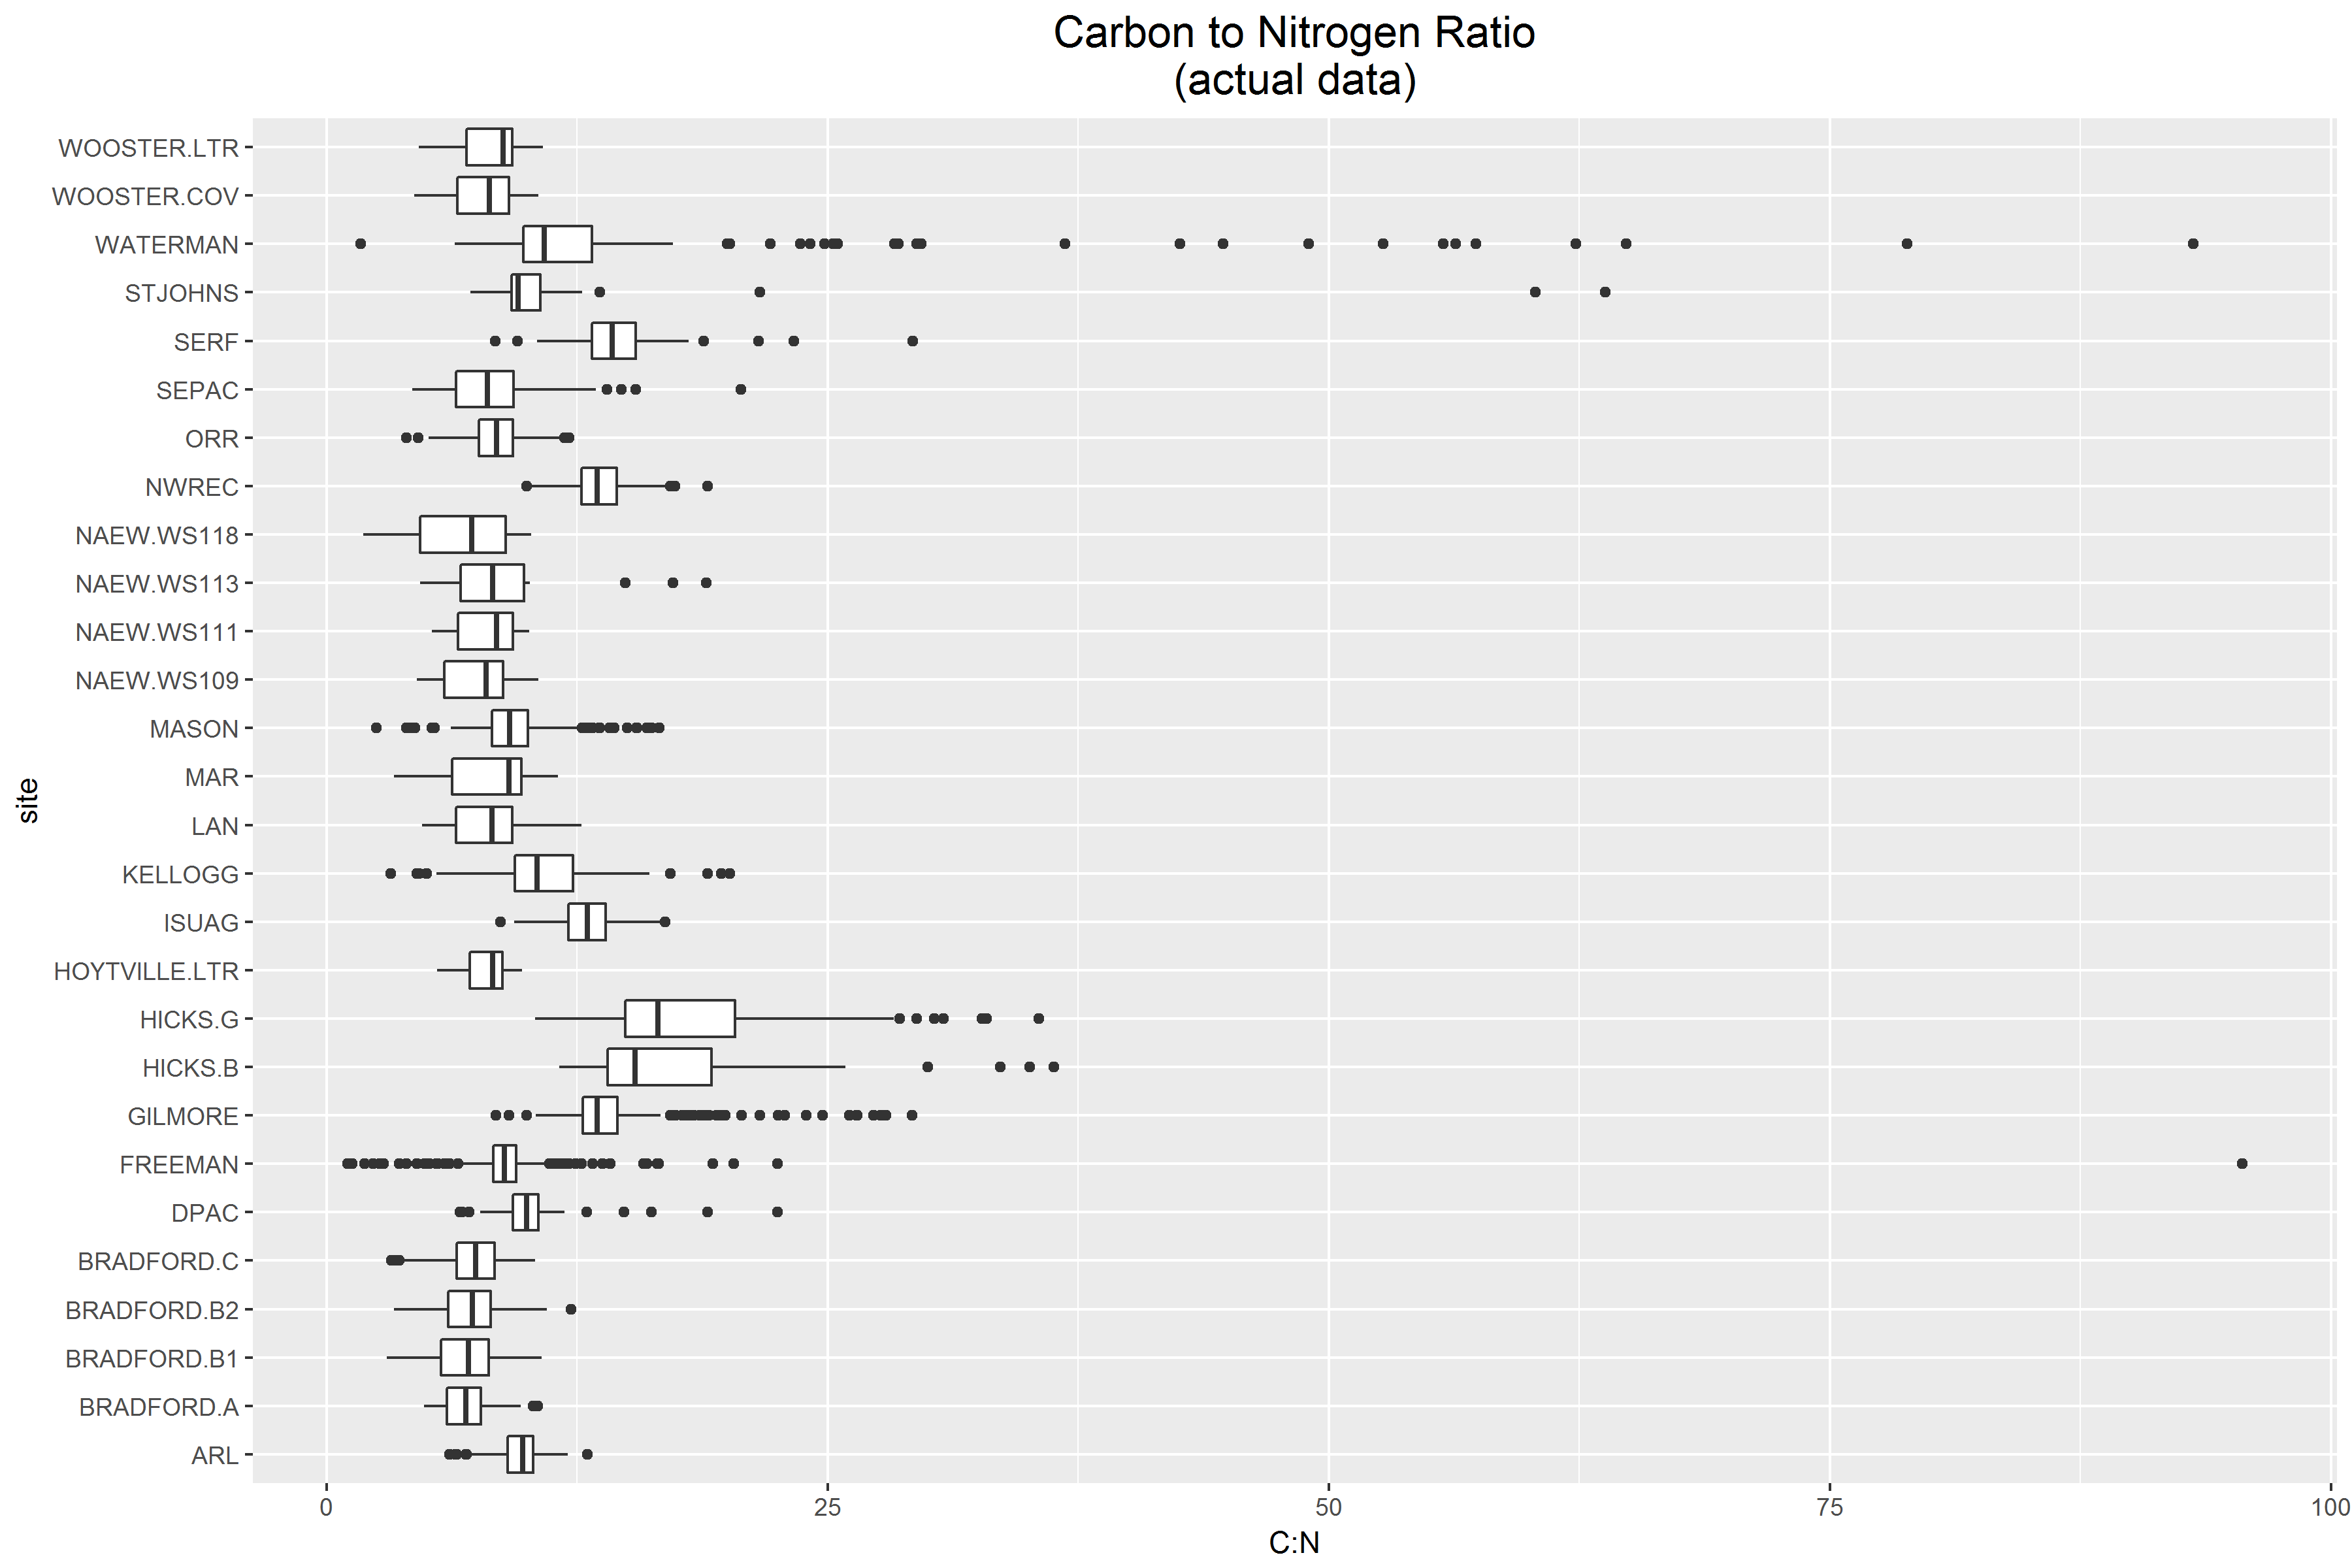 Carbon to Nitrogen Ratio
(actual data)
WOOSTER.LTR
WOOSTER.COV
WATERMAN
STJOHNS
SERF
SEPAC
ORR
NWREC
NAEW.WS118
NAEW.WS113
NAEW.WS111
NAEW.WS109
MASON
MAR
LAN
KELLOGG
ISUAG
HOYTVILLE.LTR
HICKS.G
HICKS.B
GILMORE
FREEMAN
DPAC
BRADFORD.C
BRADFORD.B2
BRADFORD.B1
BRADFORD.A
ARL
site
0 25 50 75 100
C:N